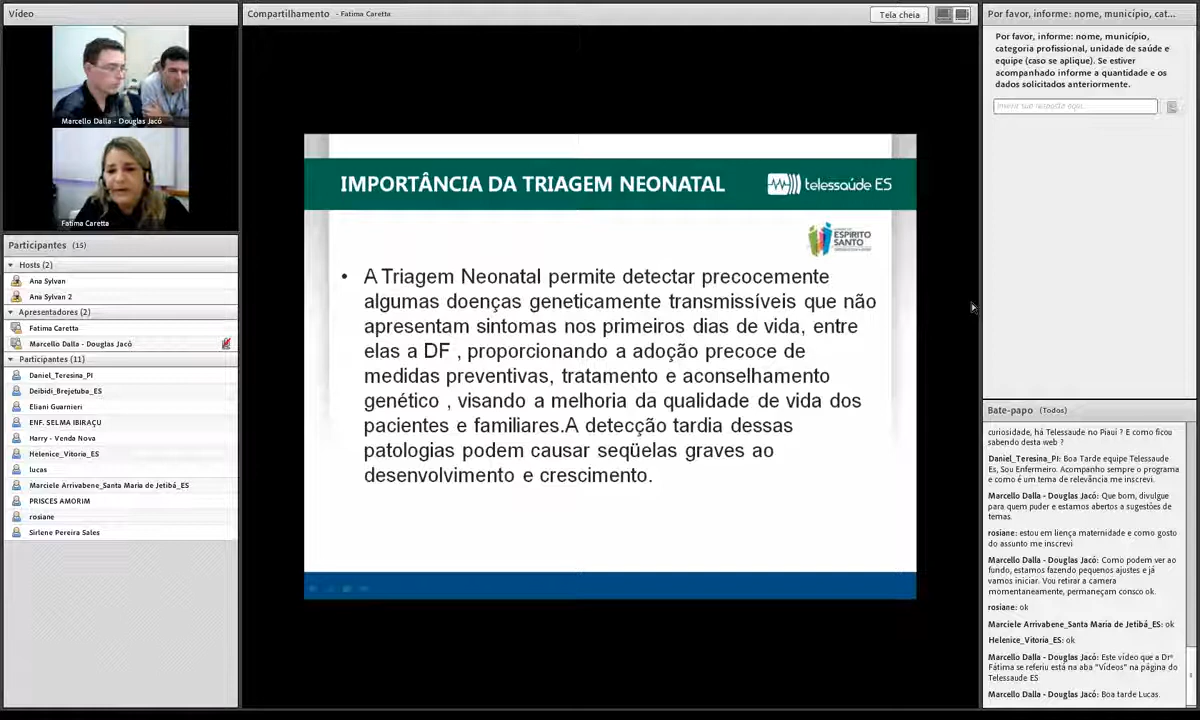 Vídeo
Marcello Dalla - Douglas Jacó
Fatima Caretta
Participantes (15)
Hosts (2)
Ana Sylvan
Ana Sylvan 2
Apresentadores (2)
Fatima Caretta
Marcello Dalla - Douglas Jacó
Participantes (11)
Daniel_Teresina_PI
Deibidi_Brejetuba_ES
Eliani Guarnieri
ENF. SELMA IBIRAÇU
Harry - Venda Nova
Helenice_Vitoria_ES
lucas
Marciele Arrivabene_Santa Maria de Jetibá_ES
PRISCES AMORIM
rosiane
Sirlene Pereira Sales
Compartilhamento - Fatima Caretta
Tela cheia
IMPORTÂNCIA DA TRIAGEM NEONATAL
telessaúde ES
ESPÍRITO
SANTO
• A Triagem Neonatal permite detectar precocemente
algumas doenças geneticamente transmissíveis que não
apresentam sintomas nos primeiros dias de vida, entre
elas a DF , proporcionando a adoção precoce de
medidas preventivas, tratamento e aconselhamento
genético , visando a melhoria da qualidade de vida dos
pacientes e familiares.A detecção tardia dessas
patologias podem causar seqüelas graves ao
desenvolvimento e crescimento.
Por favor, informe: nome, município, cat...
Por favor, informe: nome, município,
categoria profissional, unidade de saúde e
equipe (caso se aplique). Se estiver
acompanhado informe a quantidade e os
dados solicitados anteriormente.
Inserir sua resposta aqui...
Bate-papo (Todos)
curiosidade, há Telessaude no Piauí ? E como ficou
sabendo desta web ?
Daniel_Teresina_PI: Boa Tarde equipe Telessaude
Es, Sou Enfermeiro. Acompanho sempre o programa
e como é um tema de relevância me inscrevi.
Marcello Dalla - Douglas Jacó: Que bom, divulgue
para quem puder e estamos abertos a sugestões de
temas.
rosiane: estou em liença maternidade e como gosto
do assunto me inscrevi
Marcello Dalla - Douglas Jacó: Como podem ver ao
fundo, estamos fazendo pequenos ajustes e já
vamos iniciar. Vou retirar a camera
momentaneamente, permaneçam consco ok.
rosiane: ok
Marciele Arrivabene_Santa Maria de Jetibá_ES: ok
Helenice_Vitoria_ES: ok
Marcello Dalla - Douglas Jacó: Este vídeo que a Drª
Fátima se referiu está na aba "Vídeos" na página do
Telessaude ES
Marcello Dalla - Douglas Jacó: Boa tarde Lucas.